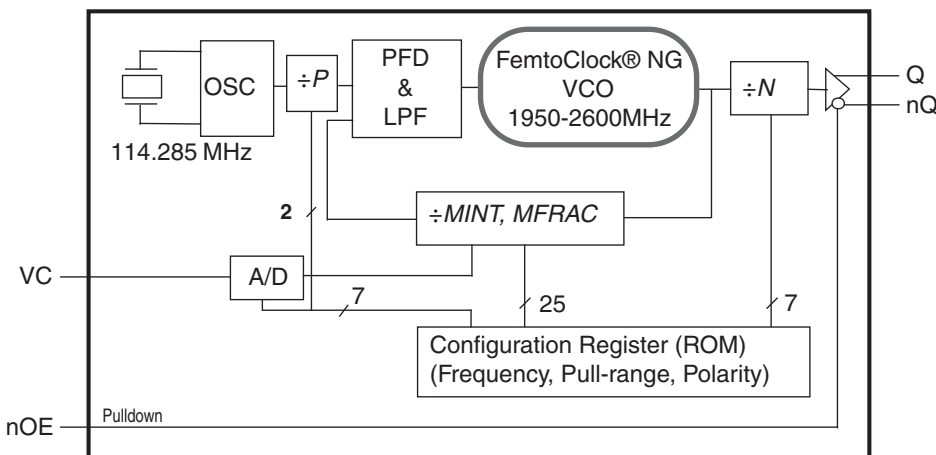 OSC
÷P
PFD
&
LPF
FemtoClock® NG
VCO
1950-2600MHz
÷N
Q
nQ
114.285 MHz
2
÷MINT, MFRAC
VC
A/D
7
25
7
Configuration Register (ROM)
(Frequency, Pull-range, Polarity)
nOE
Pulldown